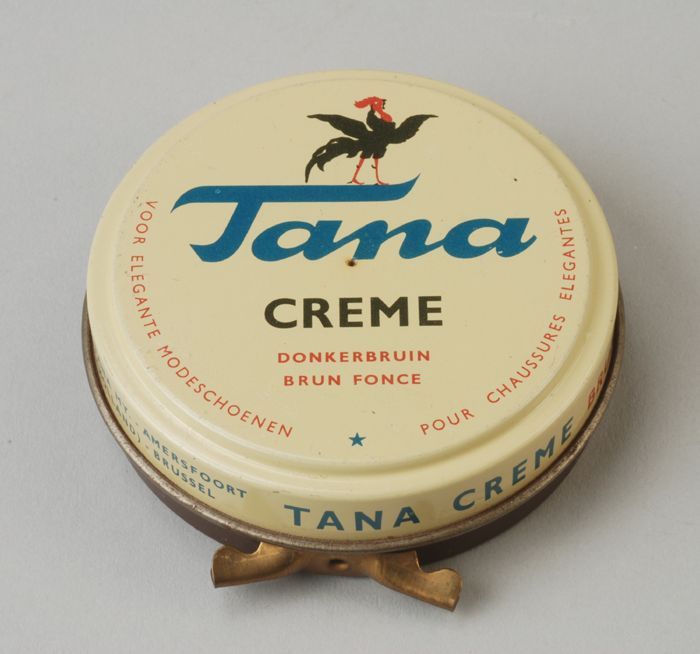 Tana
CREME
DONKERBRUIN
BRUN FONCE
VOOR ELEGANTE MODESCHOENEN
POUR CHAUSSURES ELEGANTES
- AMERSFOORT
- BRUSSEL
TANA CREME